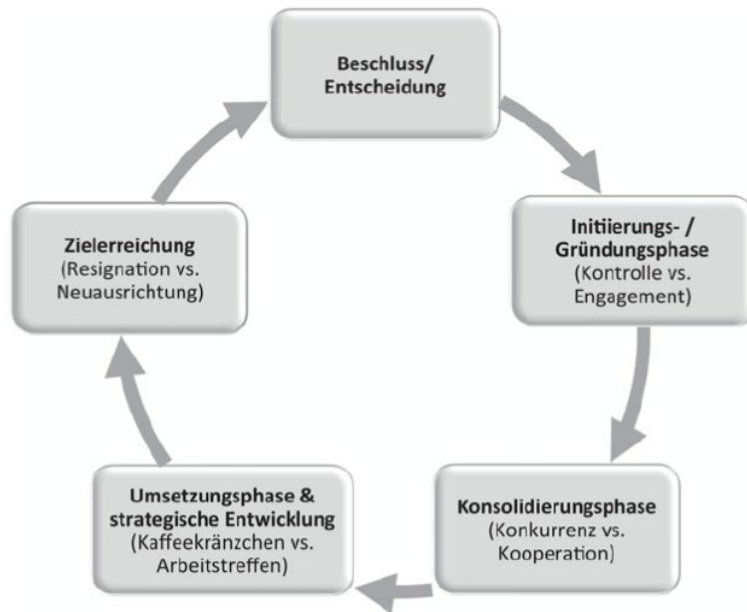 Beschluss/
Entscheidung
Initiierungs- /
Gründungsphase
(Kontrolle vs.
Engagement)
Konsolidierungsphase
(Konkurrenz vs.
Kooperation)
Umsetzungsphase &
strategische Entwicklung
(Kaffeekränzchen vs.
Arbeitstreffen)
Zielerreichung
(Resignation vs.
Neuausrichtung)